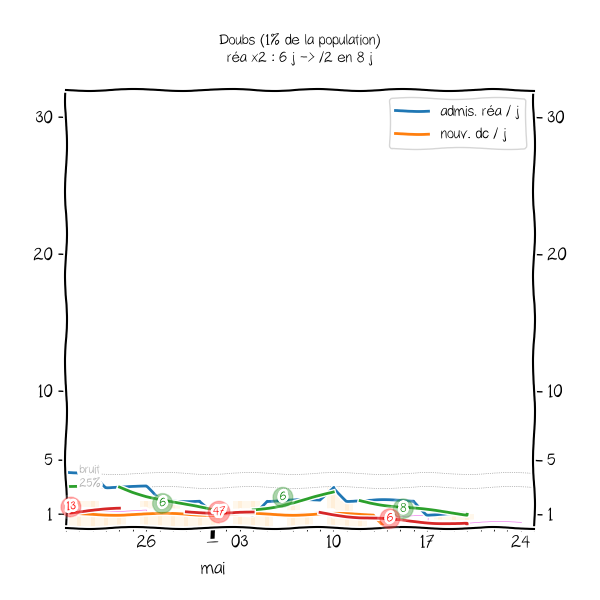 Doubs (1% de la population)
réa x2 : 6 j -> /2 en 8 j
admis. réa / j
nouv. dc / j
30 30
20 20
10 10
5 5
bruit
25%
1 1
13 6 47 6 6 8
26 03 10 17 24
mai